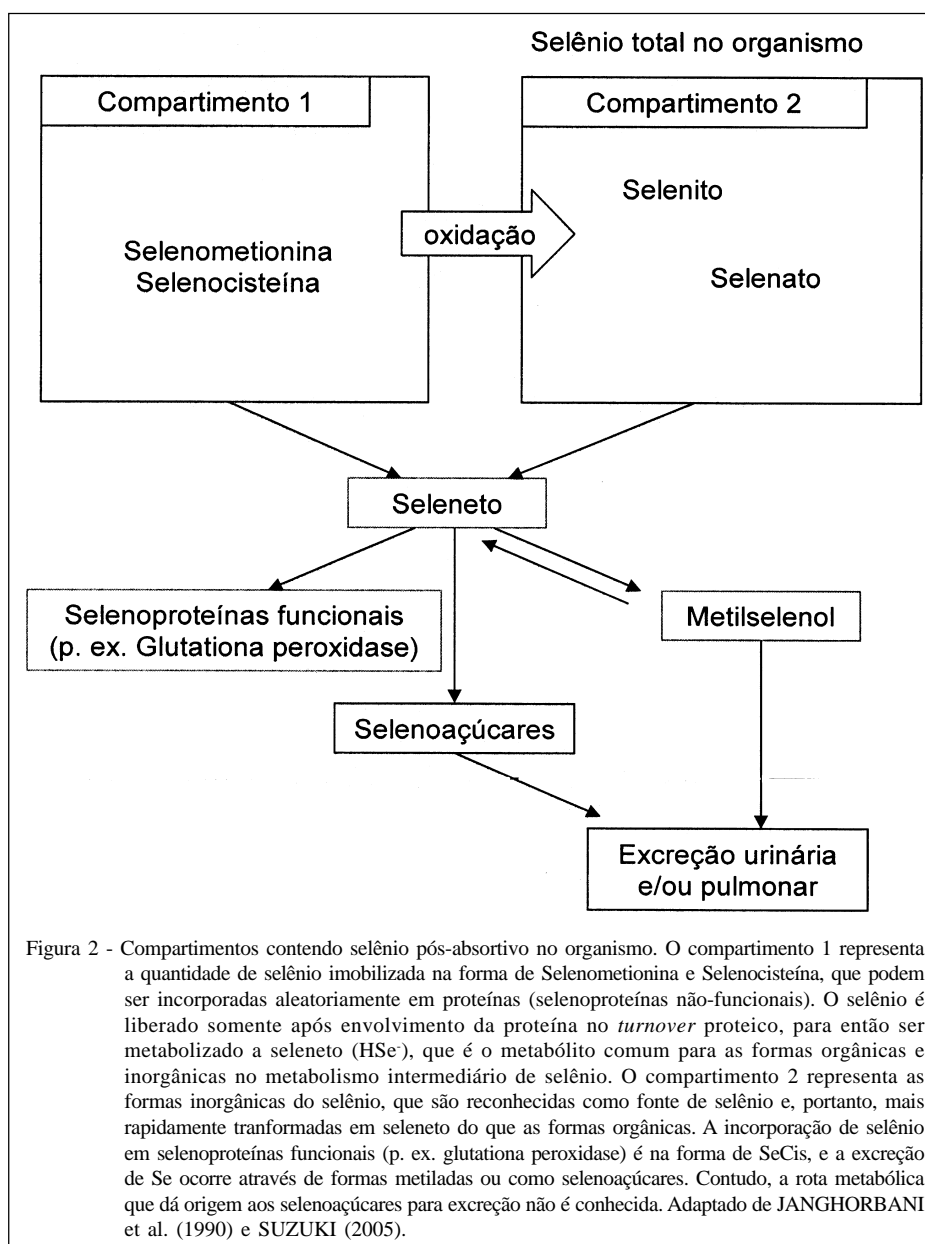 Selênio total no organismo
Compartimento 1
Compartimento 2
Selenito
oxidação
Selenometionina
Selenocisteína
Selenato
Seleneto
Selenoproteínas funcionais
(p. ex. Glutationa peroxidase)
Metilselenol
Selenoaçúcares
Excreção urinária
e/ou pulmonar
Figura 2 - Compartimentos contendo selênio pós-absortivo no organismo. O compartimento 1 representa
a quantidade de selênio imobilizada na forma de Selenometionina e Selenocisteína, que podem
ser incorporadas aleatoriamente em proteínas (selenoproteínas não-funcionais). O selênio é
liberado somente após envolvimento da proteína no turnover proteico, para então ser
metabolizado a seleneto (HSe-), que é o metabólito comum para as formas orgânicas e
inorgânicas no metabolismo intermediário de selênio. O compartimento 2 representa as
formas inorgânicas do selênio, que são reconhecidas como fonte de selênio e, portanto, mais
rapidamente tranformadas em seleneto do que as formas orgânicas. A incorporação de selênio
em selenoproteínas funcionais (p. ex. glutationa peroxidase) é na forma de SeCis, e a excreção
de Se ocorre através de formas metiladas ou como selenoaçúcares. Contudo, a rota metabólica
que dá origem aos selenoaçúcares para excreção não é conhecida. Adaptado de JANGHORBANI
et al. (1990) e SUZUKI (2005).